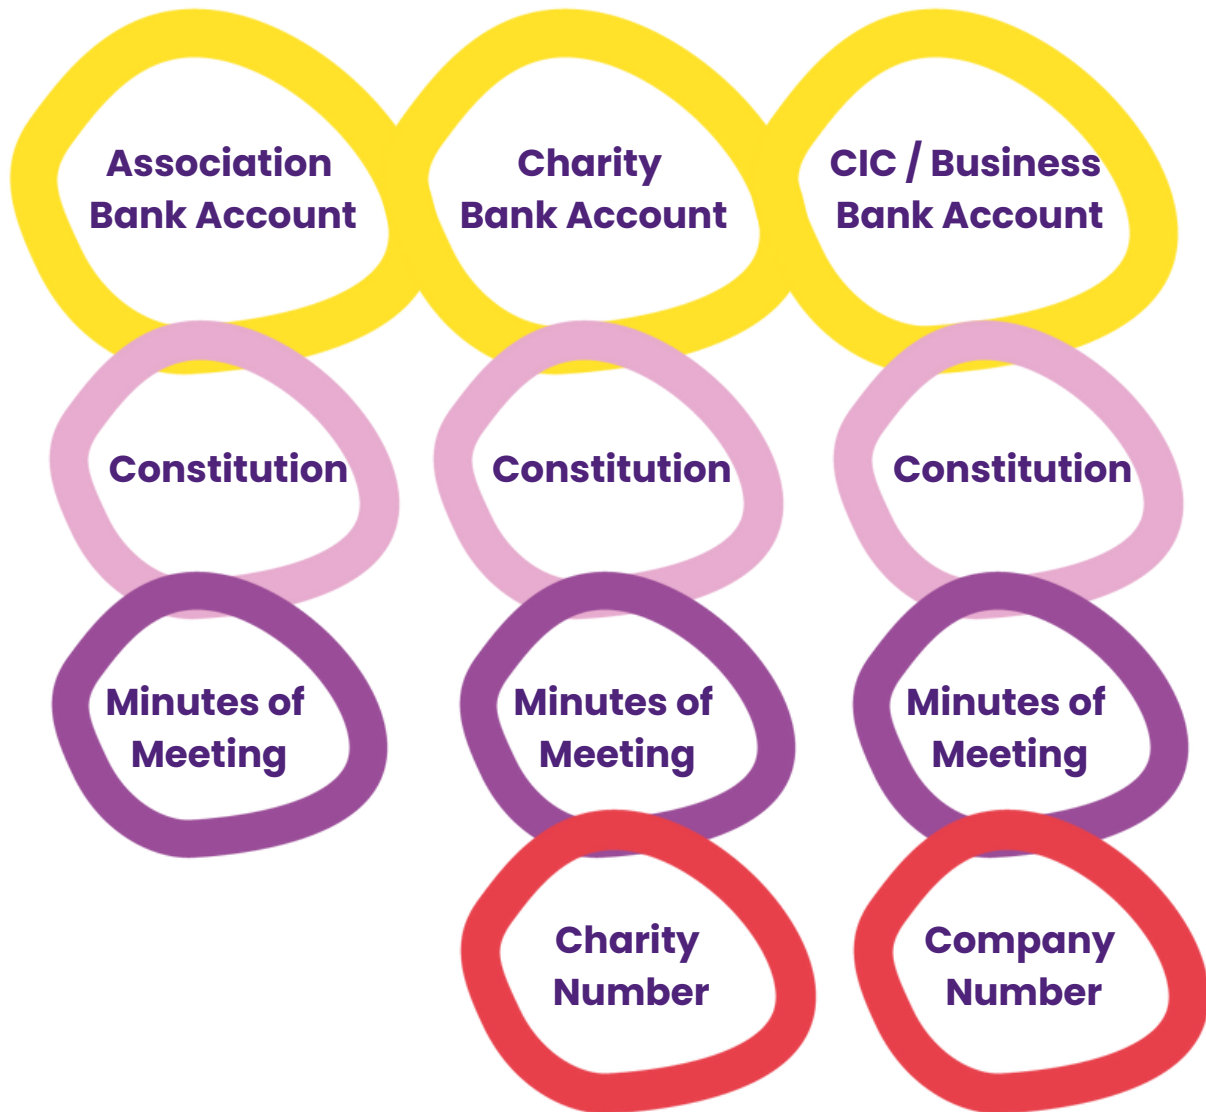 Association
Bank Account
Charity
Bank Account
CIC / Business
Bank Account
Constitution
Constitution
Constitution
Minutes of
Meeting
Minutes of
Meeting
Minutes of
Meeting
Charity
Number
Company
Number